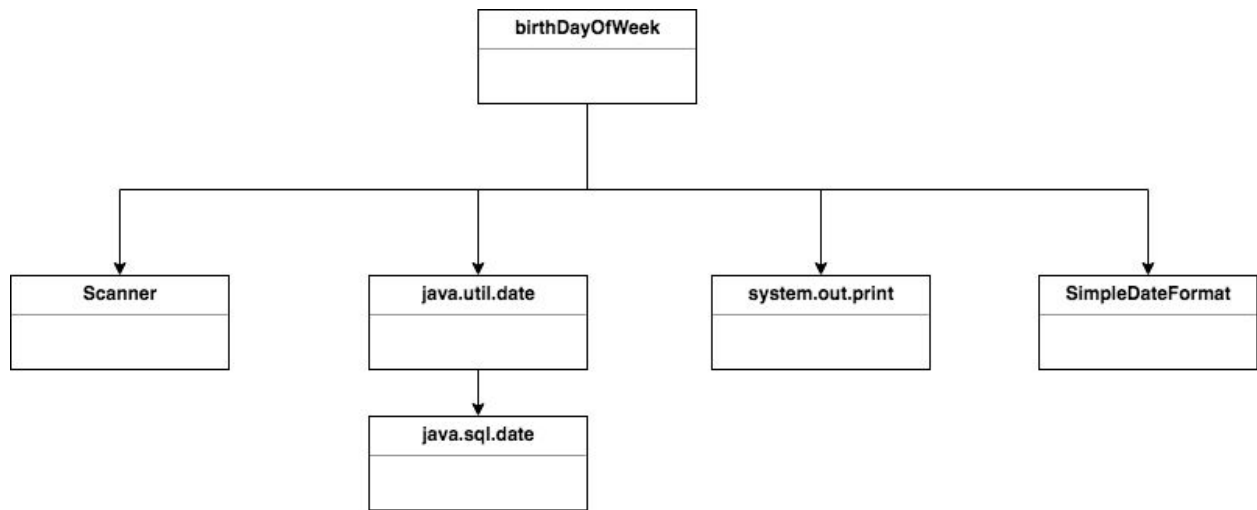 birthDayOfWeek
Scanner
java.util.date
system.out.print
SimpleDateFormat
java.sql.date